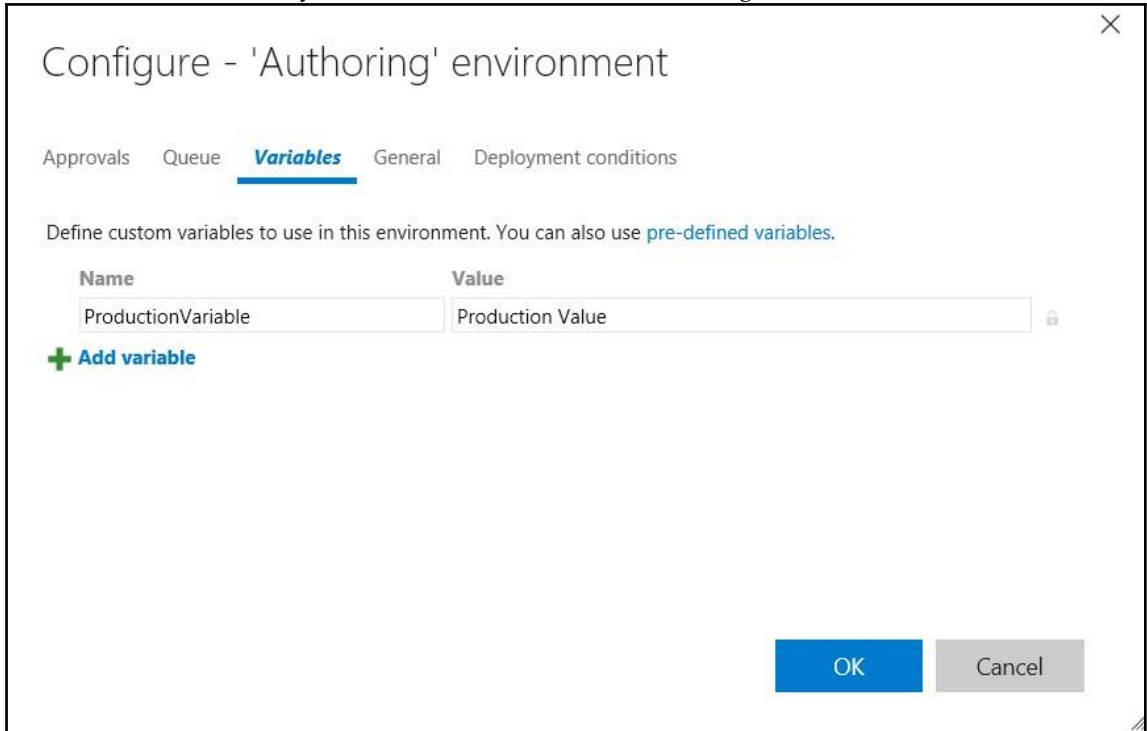 Configure - 'Authoring' environment
Approvals Queue Variables General Deployment conditions
Define custom variables to use in this environment. You can also use pre-defined variables.
Name Value
ProductionVariable Production Value
Add variable
OK Cancel